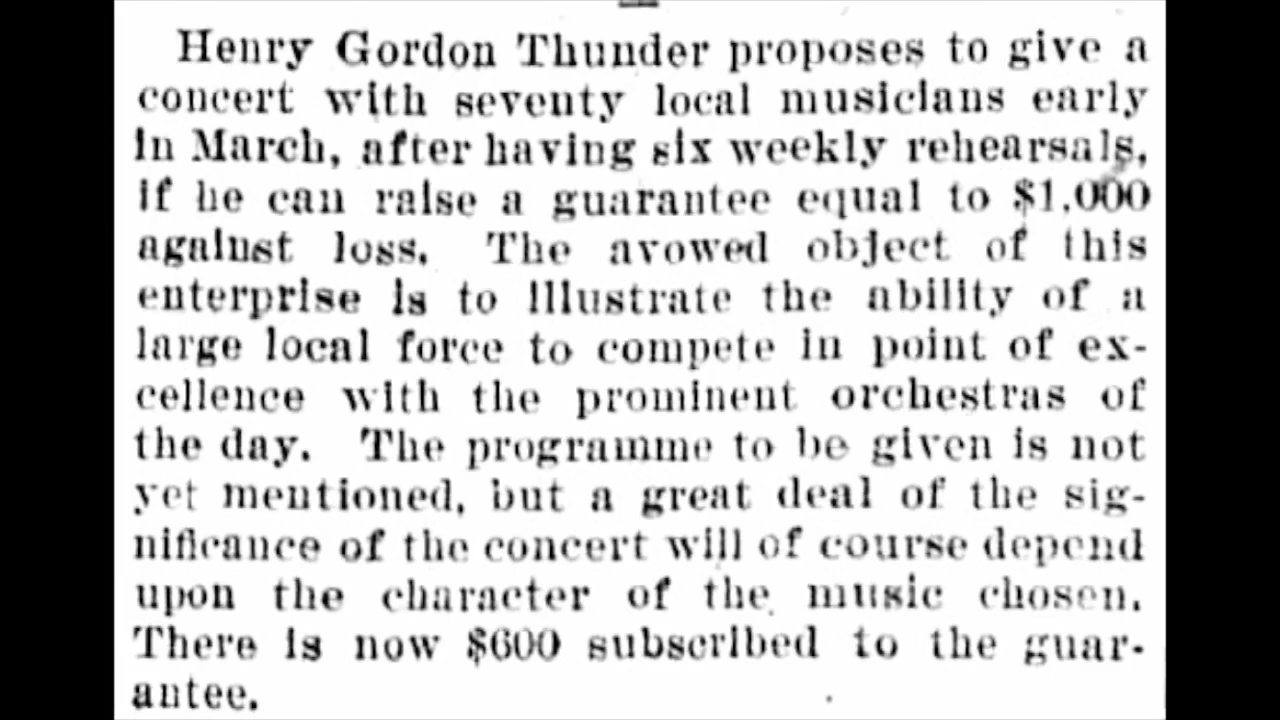 Henry Gordon Thunder proposes to give a
concert with seventy local musicians early
in March, after having six weekly rehearsals,
if he can raise a guarantee equal to $1,000
against loss. The avowed object of this
enterprise is to illustrate the ability of a
large local force to compete in point of ex-
cellence with the prominent orchestras of
the day. The programme to be given is not
yet mentioned, but a great deal of the sig-
nificance of the concert will of course depend
upon the character of the music chosen.
There is now $600 subscribed to the guar-
antee.